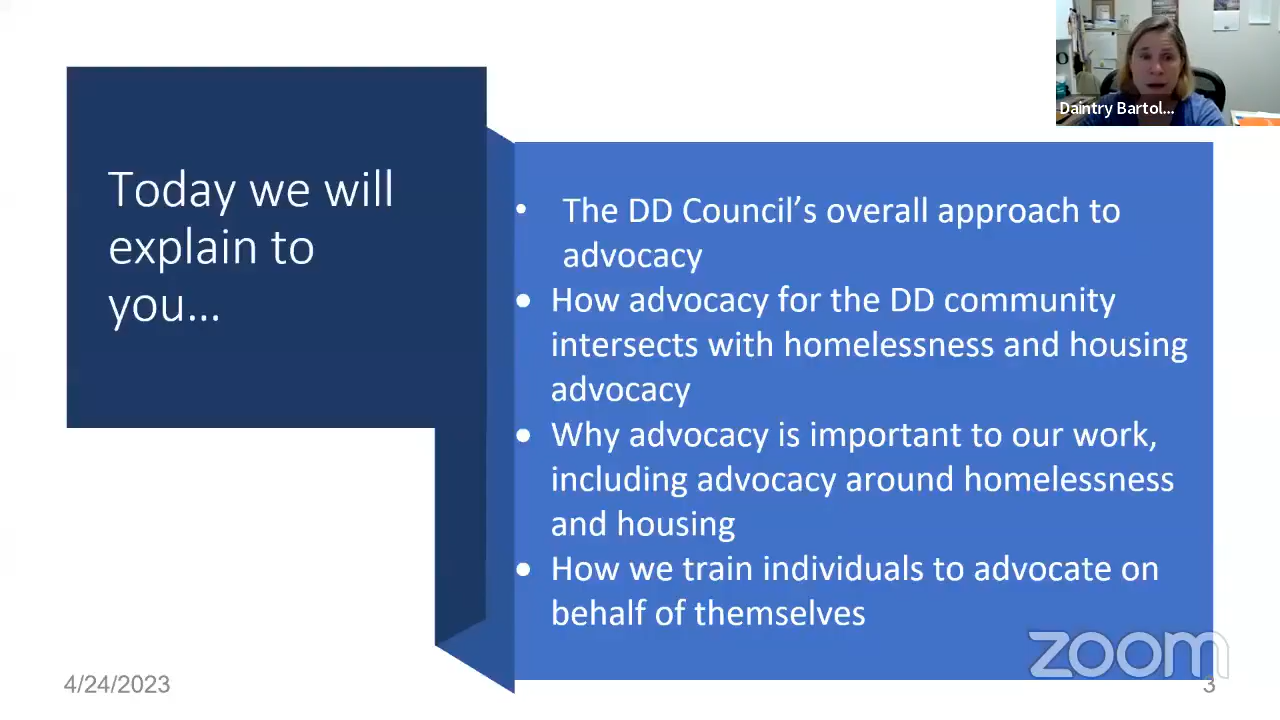 Daintry Bartol...
Today we will
explain to
you...
• The DD Council’s overall approach to
advocacy
• How advocacy for the DD community
intersects with homelessness and housing
advocacy
• Why advocacy is important to our work,
including advocacy around homelessness
and housing
• How we train individuals to advocate on
behalf of themselves
zoom
4/24/2023
3